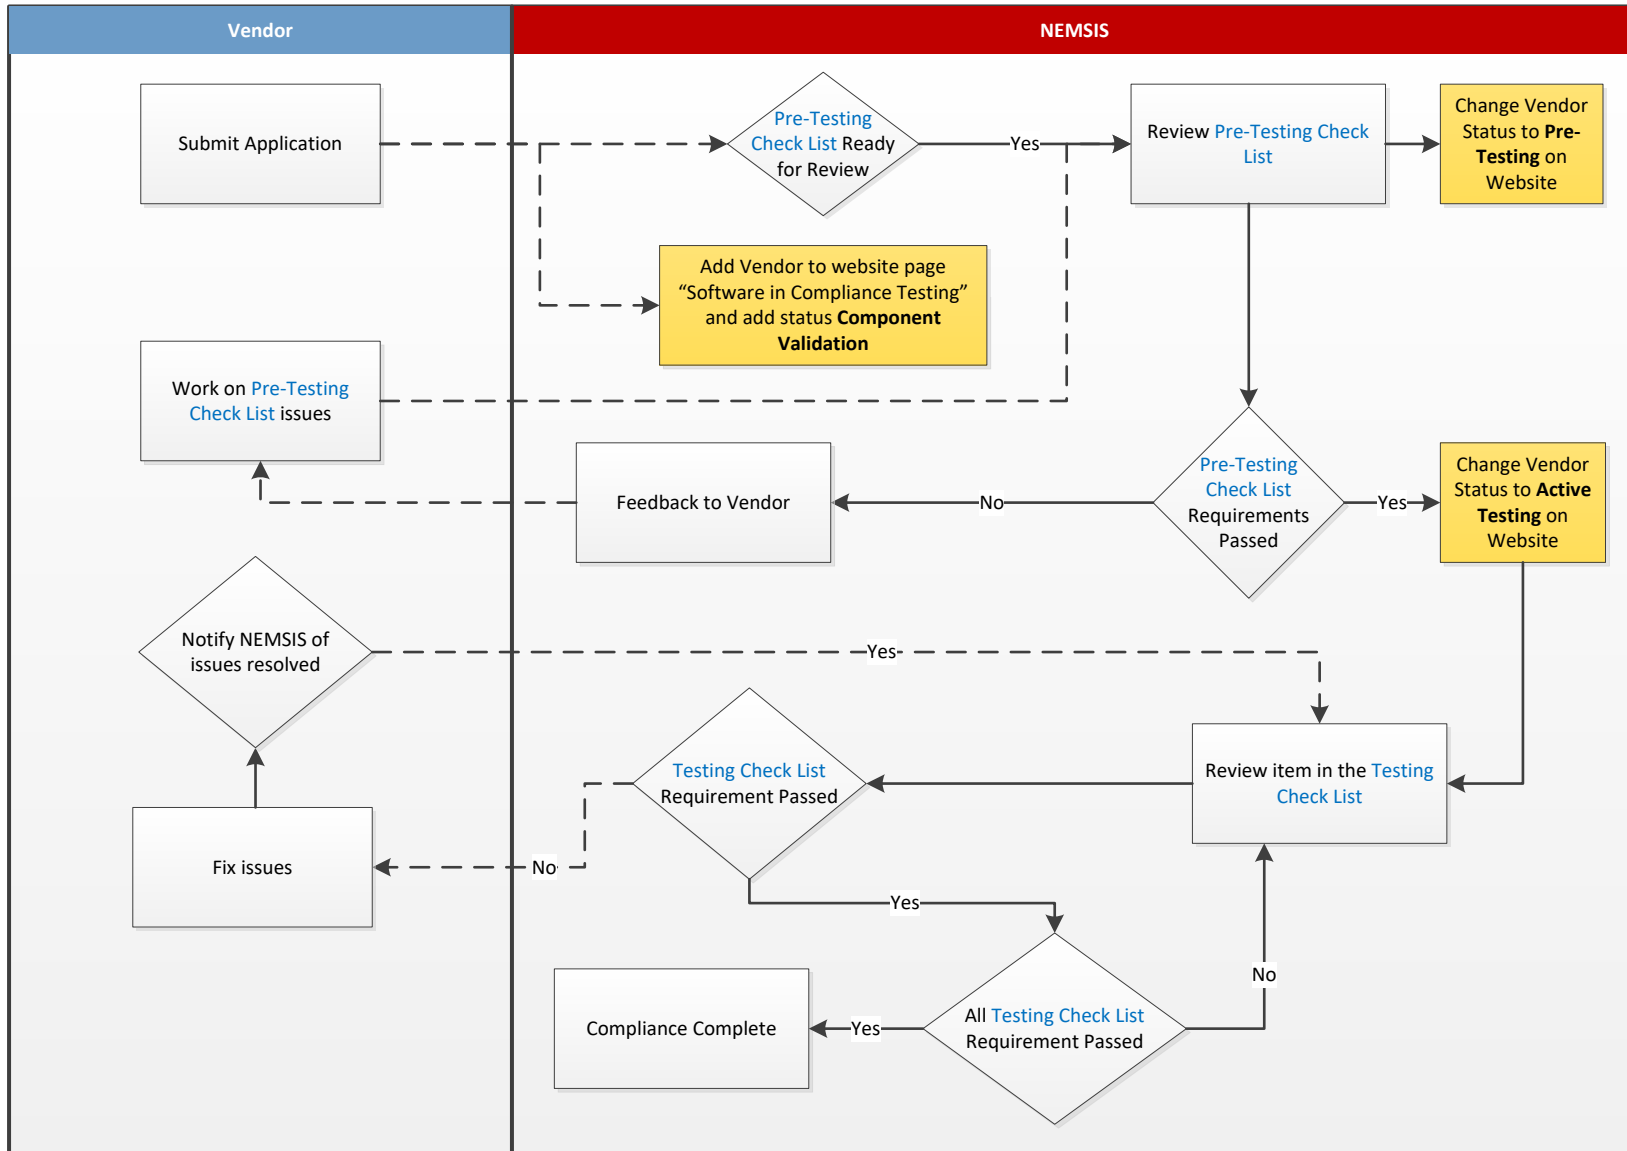 Vendor
NEMSIS
Submit Application
Pre-Testing
Check List Ready
for Review
Yes
Review Pre-Testing Check
List
Change Vendor
Status to Pre-
Testing on
Website
Add Vendor to website page
“Software in Compliance Testing”
and add status Component
Validation
Work on Pre-Testing
Check List issues
Feedback to Vendor
No
Pre-Testing
Check List
Requirements
Passed
Yes
Change Vendor
Status to Active
Testing on
Website
Notify NEMSIS of
issues resolved
Yes
Testing Check List
Requirement Passed
Review item in the Testing
Check List
Fix issues
No
Yes
No
Compliance Complete
Yes
All Testing Check List
Requirement Passed